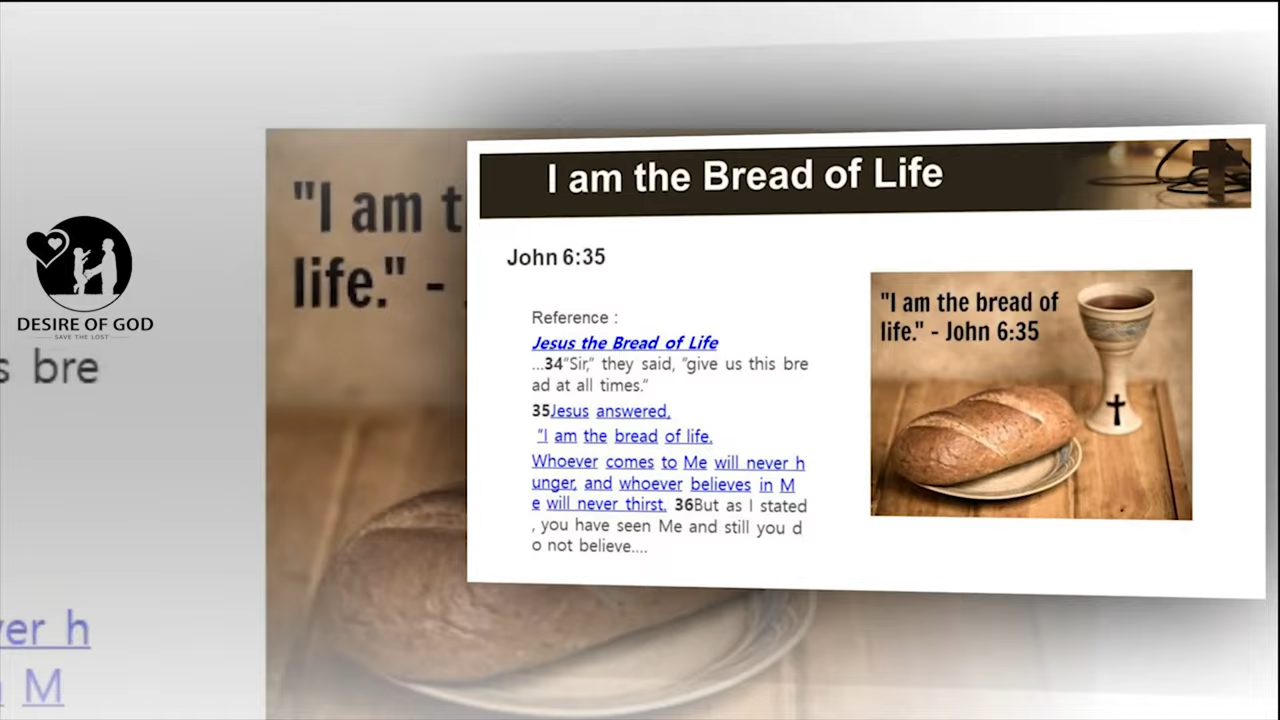 "I am t
life." -
DESIRE OF GOD
SAVE THE LOST
s bre
ver h
M
I am the Bread of Life
John 6:35
Reference :
Jesus the Bread of Life
...34“Sir,” they said, “give us this bre
ad at all times.”
35Jesus answered,
“I am the bread of life.
Whoever comes to Me will never h
unger, and whoever believes in M
e will never thirst. 36But as I stated
, you have seen Me and still you d
o not believe....
"I am the bread of
life." - John 6:35